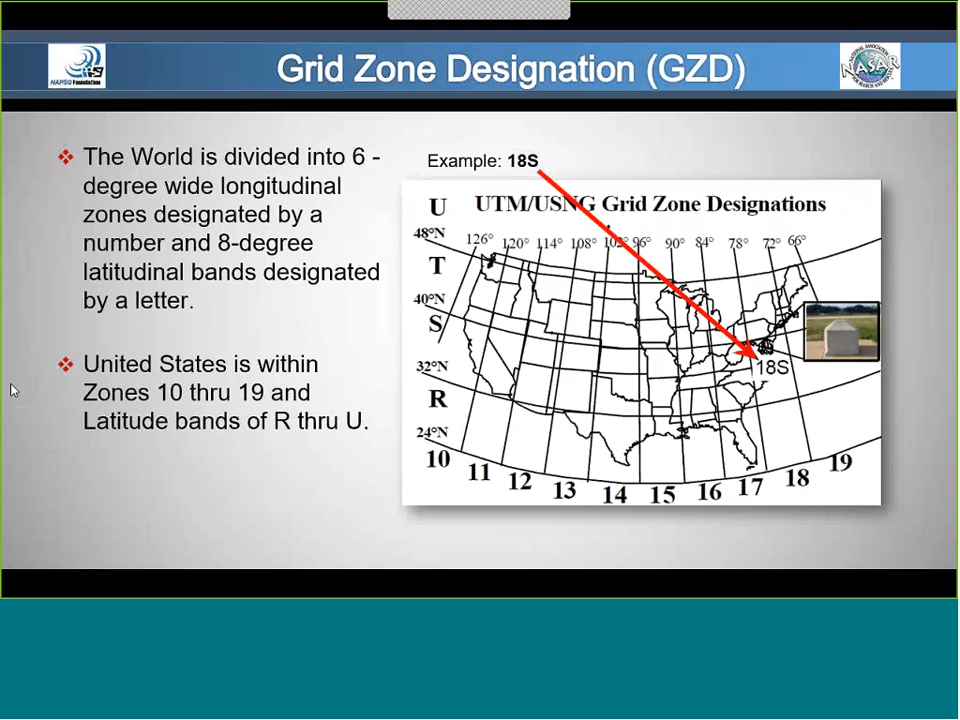 Grid Zone Designation (GZD)
NAPSG Foundation
NASAR
The World is divided into 6 -
degree wide longitudinal
zones designated by a
number and 8-degree
latitudinal bands designated
by a letter.
United States is within
Zones 10 thru 19 and
Latitude bands of R thru U.
Example: 18S
UTM/USNG Grid Zone Designations
U
48°N
126° 120° 114° 108° 102° 96° 90° 84° 78° 72° 66°
T
40°N
S
18S
32°N
R
24°N
10 11 12 13 14 15 16 17 18 19